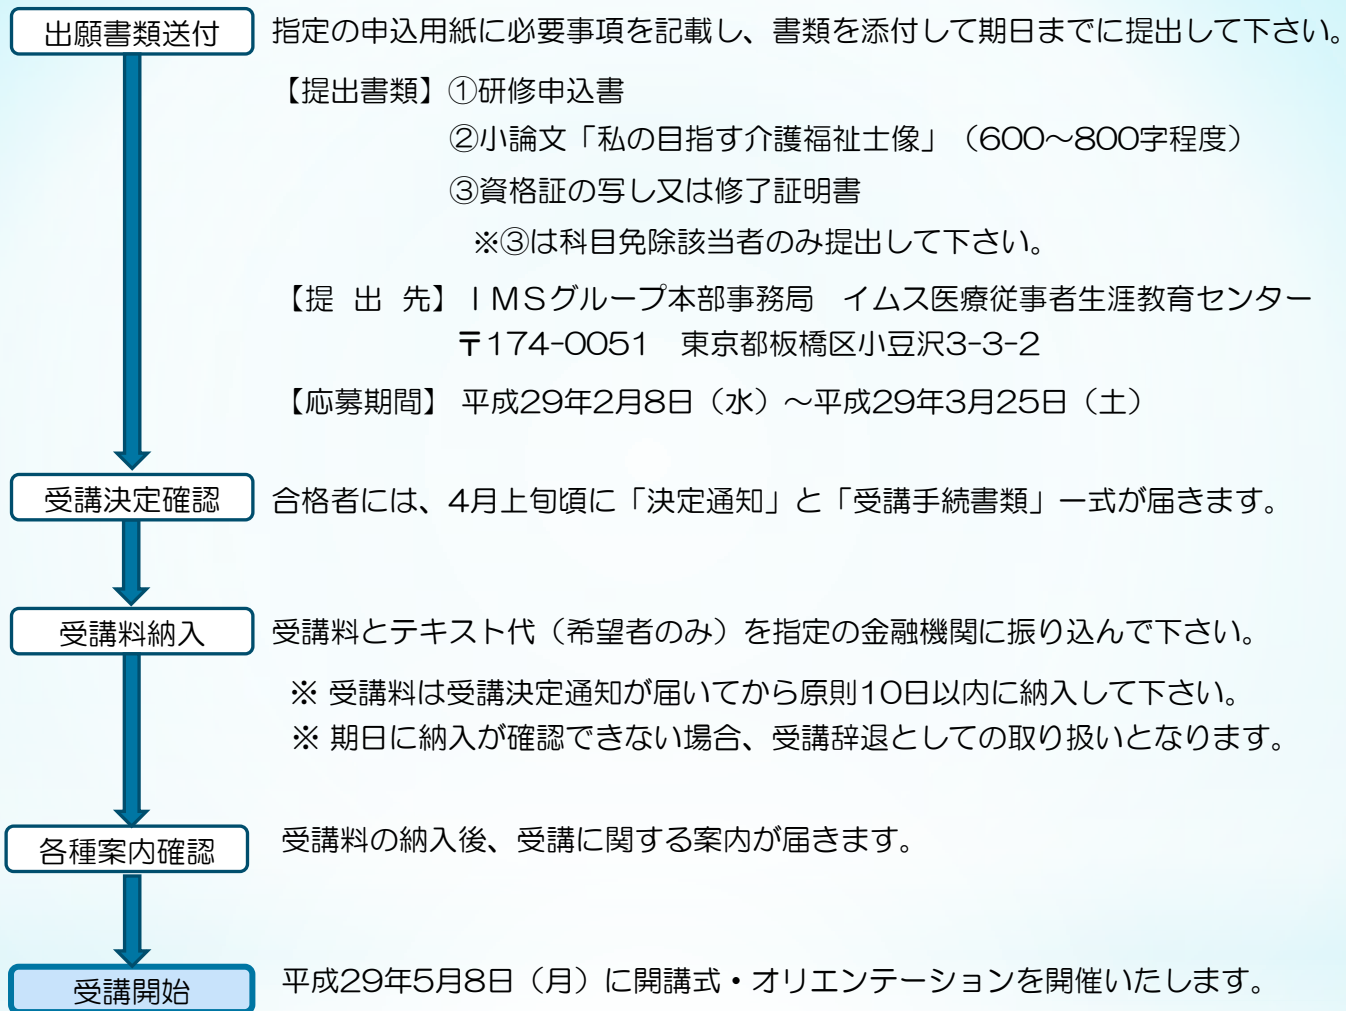 出願書類送付　指定の申込用紙に必要事項を記載し、書類を添付して期日までに提出して下さい。
【提出書類】①研修申込書
②小論文「私の目指す介護福祉士像」（600～800字程度）
③資格証の写し又は修了証明書
※③は科目免除該当者のみ提出して下さい。
【提　出　先】ＩＭＳグループ本部事務局　イムス医療従事者生涯教育センター
〒174-0051　東京都板橋区小豆沢3-3-2
【応募期間】 平成29年2月8日（水）～平成29年3月25日（土）
受講決定確認　合格者には、4月上旬頃に「決定通知」と「受講手続書類」一式が届きます。
受講料納入　受講料とテキスト代（希望者のみ）を指定の金融機関に振り込んで下さい。
※ 受講料は受講決定通知が届いてから原則10日以内に納入して下さい。
※ 期日に納入が確認できない場合、受講辞退としての取り扱いとなります。
各種案内確認　受講料の納入後、受講に関する案内が届きます。
受講開始　平成29年5月8日（月）に開講式・オリエンテーションを開催いたします。